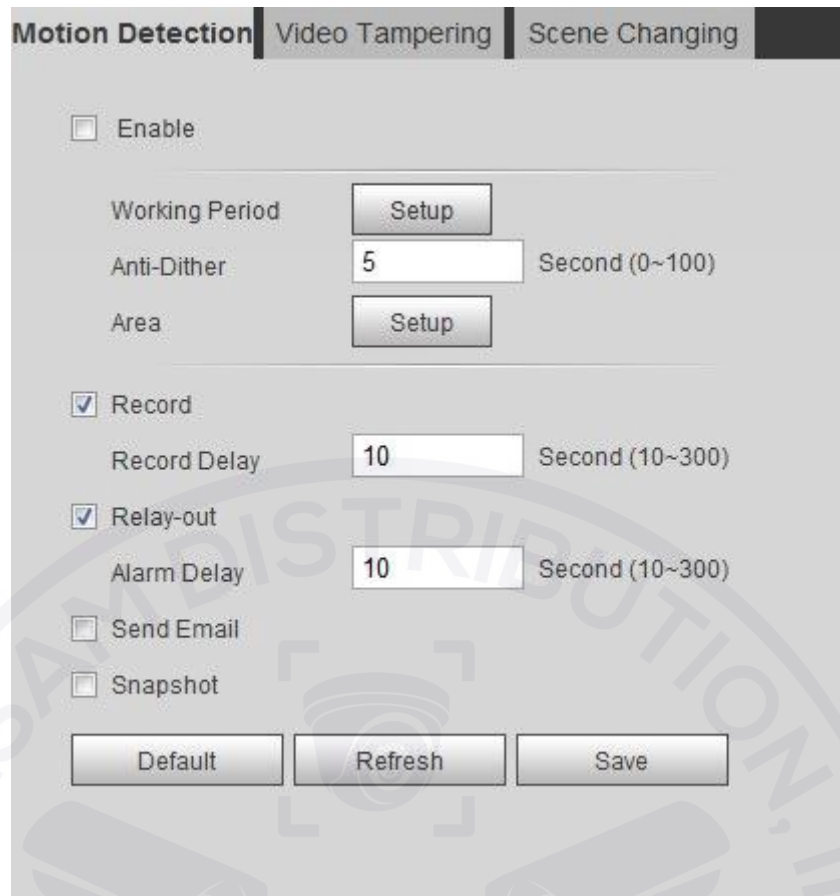 Motion Detection Video Tampering Scene Changing
Enable
Working Period Setup
Anti-Dither 5 Second (0~100)
Area Setup
Record
Record Delay 10 Second (10~300)
Relay-out
Alarm Delay 10 Second (10~300)
Send Email
Snapshot
Default Refresh Save
DISTRIBUTION,